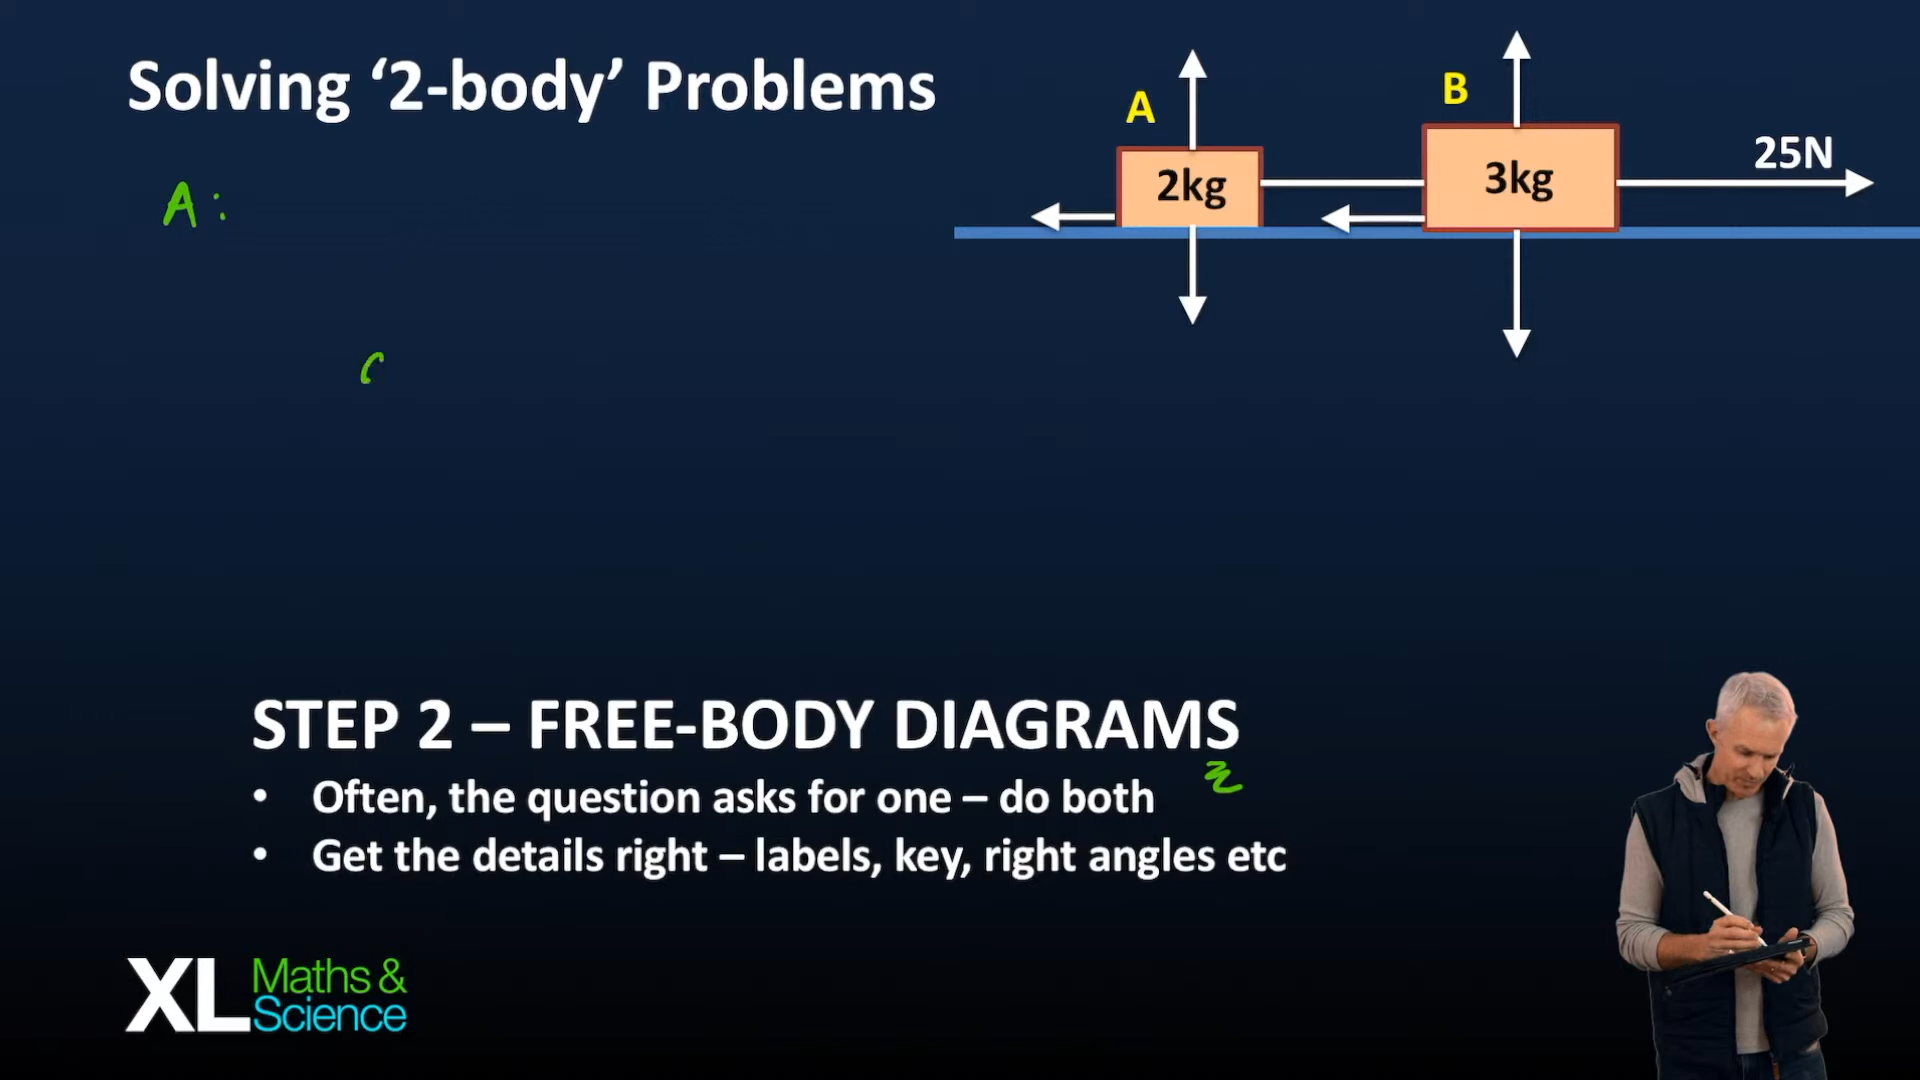 Solving ‘2-body’ Problems
A
B
25N
2kg
3kg
A :
STEP 2 – FREE-BODY DIAGRAMS
• Often, the question asks for one – do both
• Get the details right – labels, key, right angles etc
XL Maths &
Science